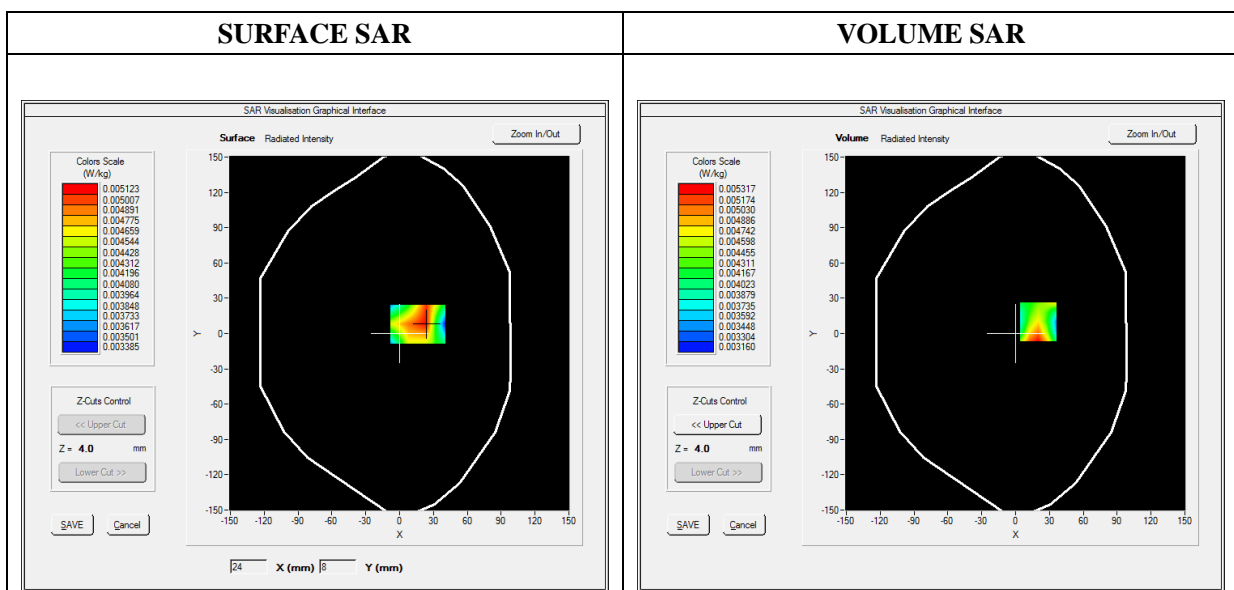 SURFACE SAR
VOLUME SAR
SAR Visualisation Graphical Interface
Surface Radiated Intensity
Zoom In/Out
Colors Scale
(W/kg)
0.005123
0.005007
0.004891
0.004775
0.004659
0.004544
0.004428
0.004312
0.004196
0.004080
0.003964
0.003848
0.003733
0.003617
0.003501
0.003385
Z-Cuts Control
<< Upper Cut
Z = 4.0 mm
Lower Cut >>
SAVE Cancel
150
120
90
60
30
0
-30
-60
-90
-120
-150
Y
-150 -120 -90 -60 -30 0 30 60 90 120 150
X
24 X (mm) 8 Y (mm)
SAR Visualisation Graphical Interface
Volume Radiated Intensity
Zoom In/Out
Colors Scale
(W/kg)
0.005317
0.005174
0.005030
0.004886
0.004742
0.004598
0.004455
0.004311
0.004167
0.004023
0.003879
0.003735
0.003592
0.003448
0.003304
0.003160
Z-Cuts Control
<< Upper Cut
Z = 4.0 mm
Lower Cut >>
SAVE Cancel
150
120
90
60
30
0
-30
-60
-90
-120
-150
Y
-150 -120 -90 -60 -30 0 30 60 90 120 150
X